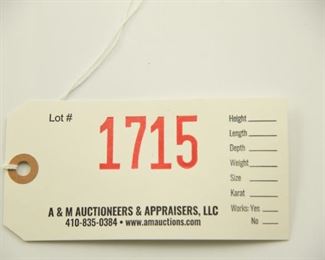 Lot #
1715
Height
Length
Depth
Weight
Size
Karat
Works: Yes
No
A & M AUCTIONEERS & APPRAISERS, LLC
410-835-0384 • www.amauctions.com